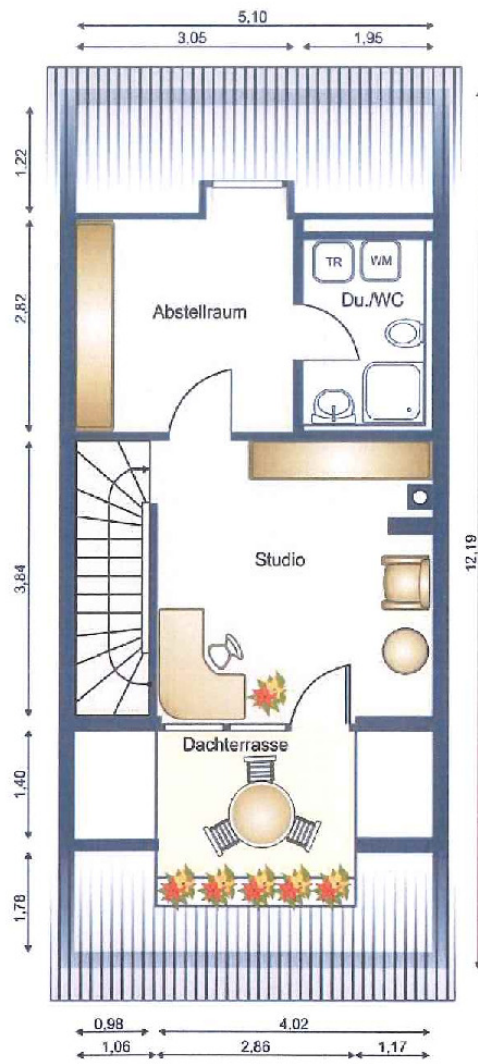 5,10
3,05 1,95
1,22
2,82
TR WM
Du./WC
Abstellraum
3,84
12,19
Studio
Dachterrasse
1,40
1,78
0,98 4,02
1,06 2,86 1,17